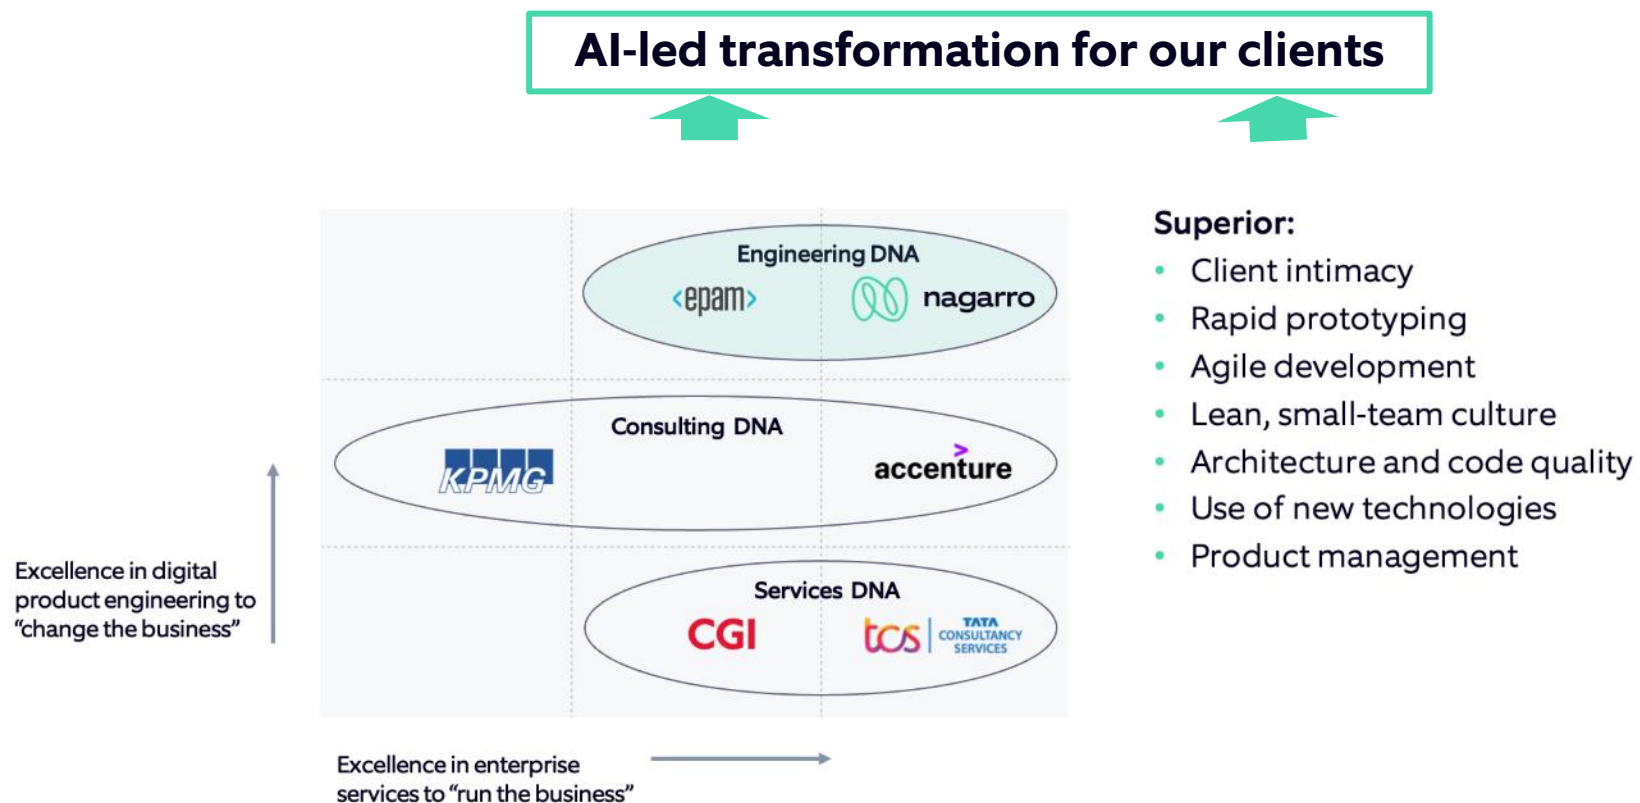 AI-led transformation for our clients
Engineering DNA
<epam>
nagarro
Consulting DNA
KPMG
accenture
Services DNA
CGI
tcs
TATA
CONSULTANCY
SERVICES
Excellence in digital
product engineering to
“change the business”
Excellence in enterprise
services to “run the business”
Superior:
• Client intimacy
• Rapid prototyping
• Agile development
• Lean, small-team culture
• Architecture and code quality
• Use of new technologies
• Product management